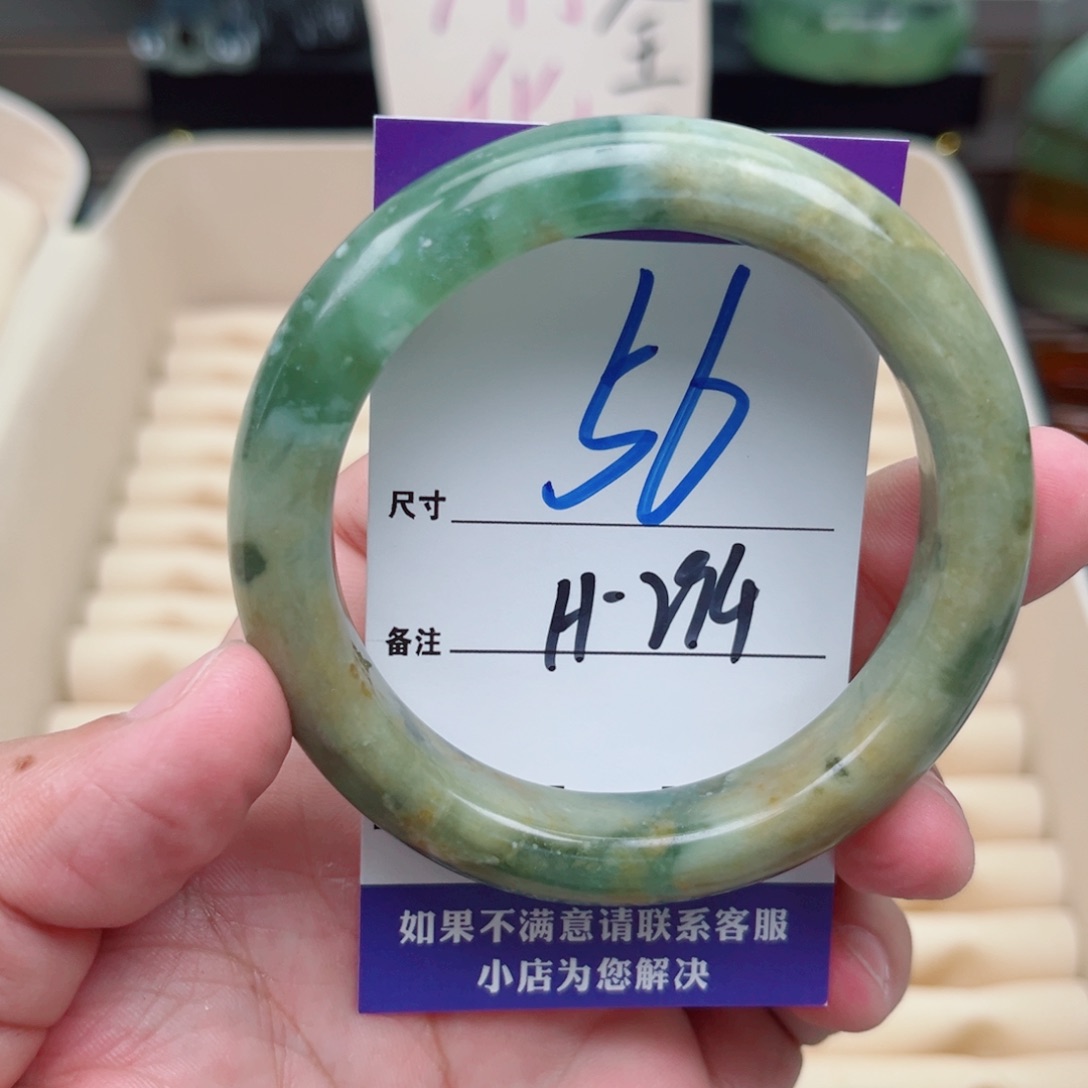 尺寸 56
备注 H-294
如果不满意请联系客服
小店为您解决